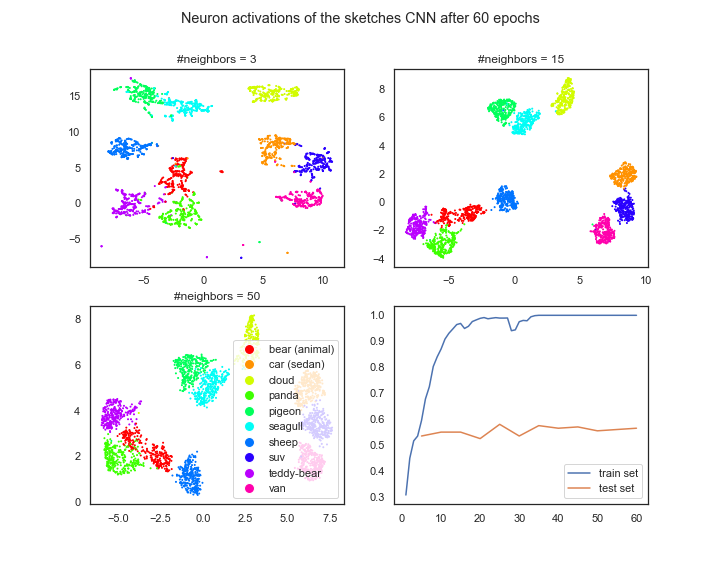 Neuron activations of the sketches CNN after 60 epochs
#neighbors = 3
15
10
5
0
−5
−5
0
5
10
#neighbors = 15
8
6
4
2
0
−2
−4
−5
0
5
10
#neighbors = 50
8
6
4
2
0
−5.0
−2.5
0.0
2.5
5.0
7.5
bear (animal)
car (sedan)
cloud
panda
pigeon
seagull
sheep
suv
teddy-bear
van
1.0
0.9
0.8
0.7
0.6
0.5
0.4
0.3
0
10
20
30
40
50
60
train set
test set